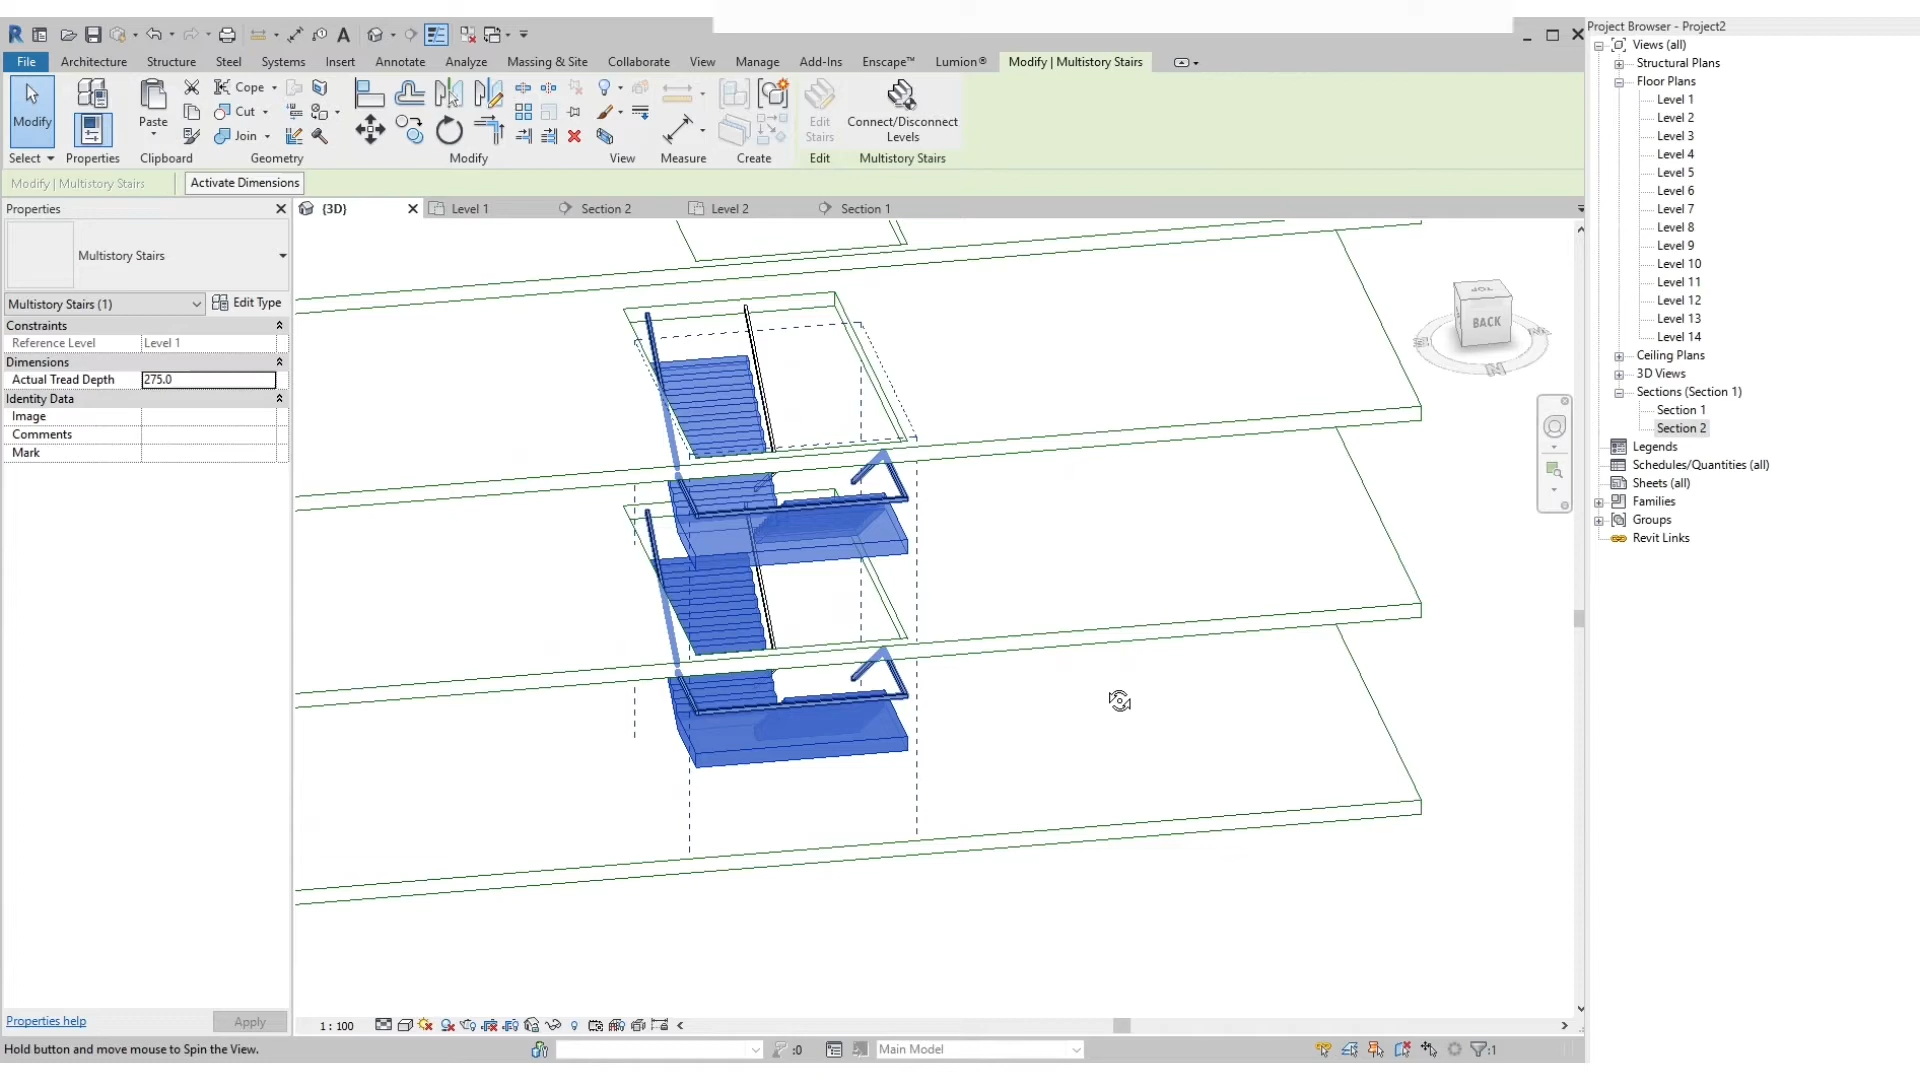 Project Browser - Project2
File Architecture Structure Steel Systems Insert Annotate Analyze Massing & Site Collaborate View Manage Add-Ins Enscape™ Lumion® Modify | Multistory Stairs
Modify
Paste
Cope
Cut
Join
Edit Stairs
Connect/Disconnect Levels
Select Properties Clipboard Geometry Modify View Measure Create Edit Multistory Stairs
Modify | Multistory Stairs Activate Dimensions
Properties
{3D} Level 1 Section 2 Level 2 Section 1
Multistory Stairs
Multistory Stairs (1) Edit Type
Constraints
Reference Level Level 1
Dimensions
Actual Tread Depth 275.0
Identity Data
Image
Comments
Mark
TOP
BACK
Views (all)
Structural Plans
Floor Plans
Level 1
Level 2
Level 3
Level 4
Level 5
Level 6
Level 7
Level 8
Level 9
Level 10
Level 11
Level 12
Level 13
Level 14
Ceiling Plans
3D Views
Sections (Section 1)
Section 1
Section 2
Legends
Schedules/Quantities (all)
Sheets (all)
Families
Groups
Revit Links
Properties help Apply
1 : 100
Hold button and move mouse to Spin the View.
:0
Main Model
:1